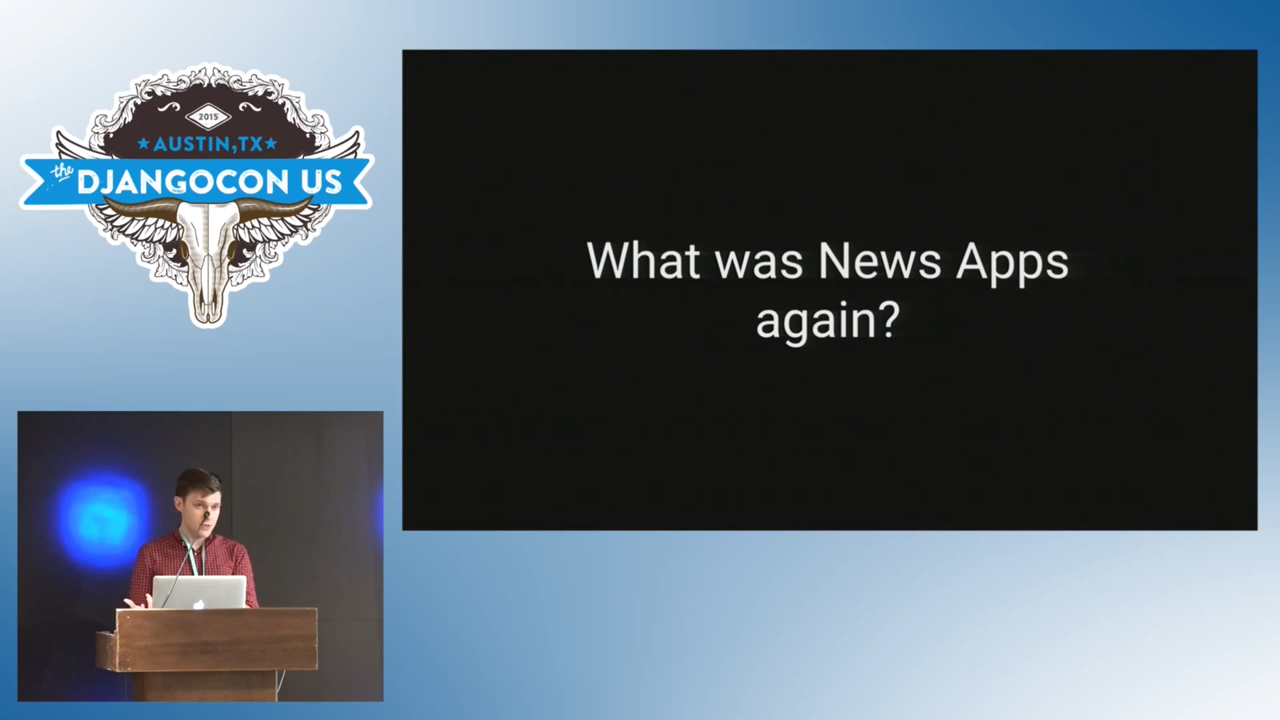 2015
AUSTIN,TX
the
DJANGOCON US
What was News Apps
again?